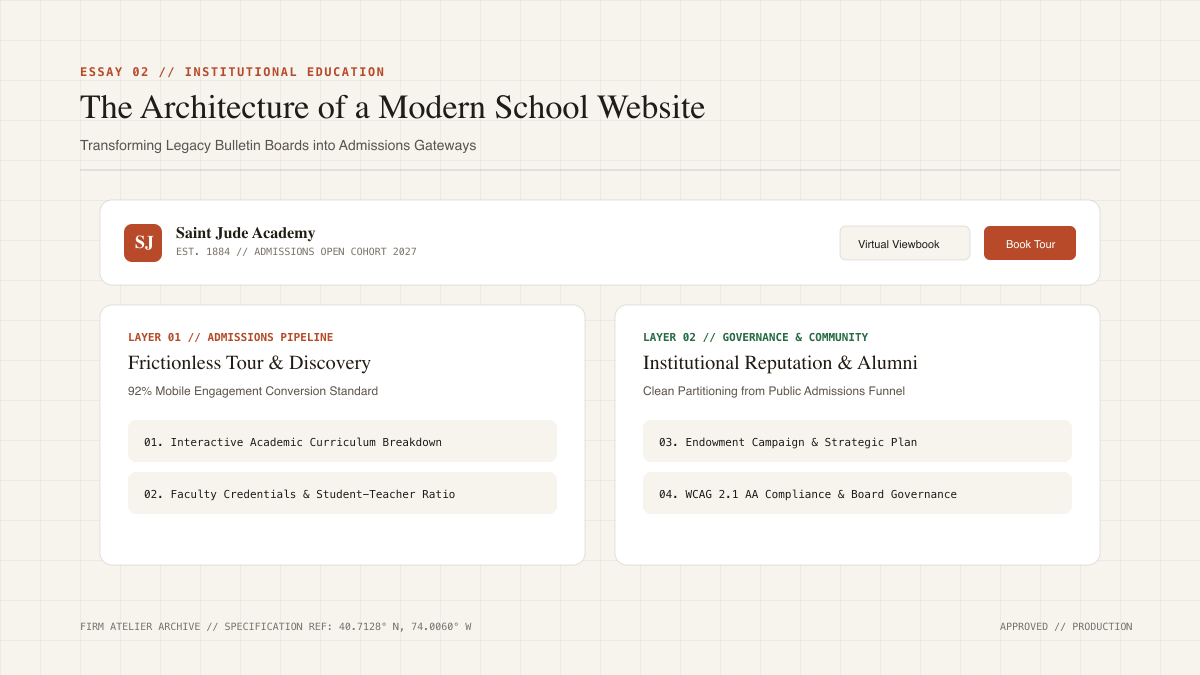 ESSAY 02 // INSTITUTIONAL EDUCATION
The Architecture of a Modern School Website
Transforming Legacy Bulletin Boards into Admissions Gateways
SJ
Saint Jude Academy
EST. 1884 // ADMISSIONS OPEN COHORT 2027
Virtual Viewbook
Book Tour
LAYER 01 // ADMISSIONS PIPELINE
Frictionless Tour & Discovery
92% Mobile Engagement Conversion Standard
01. Interactive Academic Curriculum Breakdown
02. Faculty Credentials & Student-Teacher Ratio
LAYER 02 // GOVERNANCE & COMMUNITY
Institutional Reputation & Alumni
Clean Partitioning from Public Admissions Funnel
03. Endowment Campaign & Strategic Plan
04. WCAG 2.1 AA Compliance & Board Governance
FIRM ATELIER ARCHIVE // SPECIFICATION REF: 40.7128° N, 74.0060° W
APPROVED // PRODUCTION